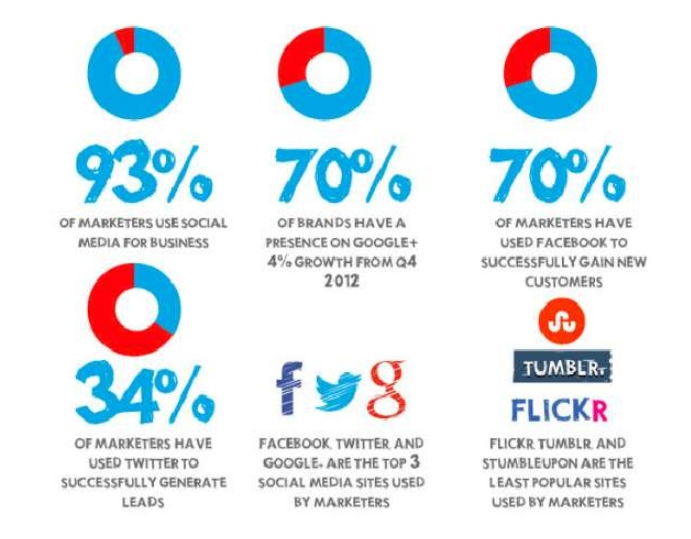 93%
OF MARKETERS USE SOCIAL
MEDIA FOR BUSINESS
70%
OF BRANDS HAVE A
PRESENCE ON GOOGLE+
4% GROWTH FROM Q4
2012
70%
OF MARKETERS HAVE
USED FACEBOOK TO
SUCCESSFULLY GAIN NEW
CUSTOMERS
34%
OF MARKETERS HAVE
USED TWITTER TO
SUCCESSFULLY GENERATE
LEADS
f g
FACEBOOK, TWITTER, AND
GOOGLE+ ARE THE TOP 3
SOCIAL MEDIA SITES USED
BY MARKETERS
TUMBLR.
FLICKR
FLICKR, TUMBLR, AND
STUMBLEUPON ARE THE
LEAST POPULAR SITES
USED BY MARKETERS